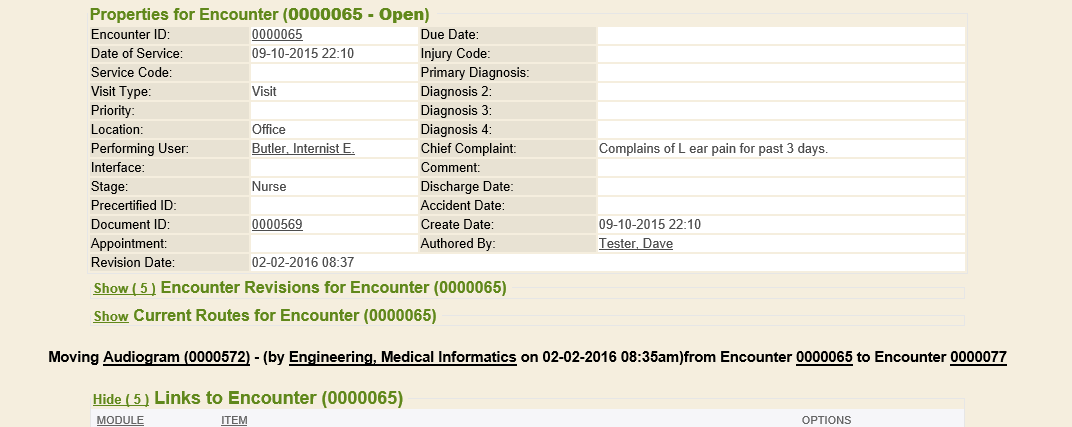 Properties for Encounter (0000065 - Open)
Encounter ID: 0000065 Due Date:
Date of Service: 09-10-2015 22:10 Injury Code:
Service Code: Primary Diagnosis:
Visit Type: Visit Diagnosis 2:
Priority: Diagnosis 3:
Location: Office Diagnosis 4:
Performing User: Butler, Internist E. Chief Complaint: Complains of L ear pain for past 3 days.
Interface: Comment:
Stage: Nurse Discharge Date:
Precertified ID: Accident Date:
Document ID: 0000569 Create Date: 09-10-2015 22:10
Appointment: Authored By: Tester, Dave
Revision Date: 02-02-2016 08:37
Show ( 5 ) Encounter Revisions for Encounter (0000065)
Show Current Routes for Encounter (0000065)
Moving Audiogram (0000572) - (by Engineering, Medical Informatics on 02-02-2016 08:35am)from Encounter 0000065 to Encounter 0000077
Hide ( 5 ) Links to Encounter (0000065)
MODULE ITEM OPTIONS